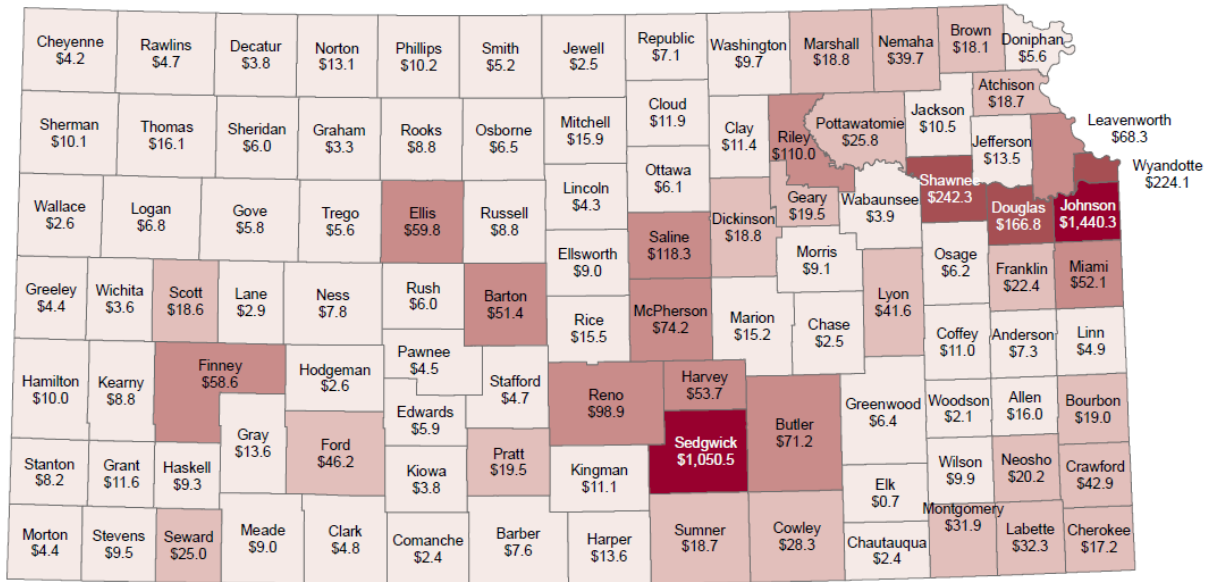 Cheyenne
$4.2
Rawlins
$4.7
Decatur
$3.8
Norton
$13.1
Phillips
$10.2
Smith
$5.2
Jewell
$2.5
Republic
$7.1
Washington
$9.7
Marshall
$18.8
Nemaha
$39.7
Brown
$18.1
Doniphan
$5.6
Sherman
$10.1
Thomas
$16.1
Sheridan
$6.0
Graham
$3.3
Rooks
$8.8
Osborne
$6.5
Mitchell
$15.9
Cloud
$11.9
Clay
$11.4
Riley
$110.0
Pottawatomie
$25.8
Jackson
$10.5
Atchison
$18.7
Jefferson
$13.5
Leavenworth
$68.3
Wyandotte
$224.1
Wallace
$2.6
Logan
$6.8
Gove
$5.8
Trego
$5.6
Ellis
$59.8
Russell
$8.8
Lincoln
$4.3
Ottawa
$6.1
Saline
$118.3
Dickinson
$18.8
Geary
$19.5
Wabaunsee
$3.9
Shawnee
$242.3
Douglas
$166.8
Johnson
$1,440.3
Greeley
$4.4
Wichita
$3.6
Scott
$18.6
Lane
$2.9
Ness
$7.8
Rush
$6.0
Barton
$51.4
Ellsworth
$9.0
Rice
$15.5
McPherson
$74.2
Marion
$15.2
Morris
$9.1
Chase
$2.5
Lyon
$41.6
Osage
$6.2
Franklin
$22.4
Miami
$52.1
Coffey
$11.0
Anderson
$7.3
Linn
$4.9
Hamilton
$10.0
Kearny
$8.8
Finney
$58.6
Hodgeman
$2.6
Pawnee
$4.5
Stafford
$4.7
Edwards
$5.9
Reno
$98.9
Harvey
$53.7
Sedgwick
$1,050.5
Butler
$71.2
Greenwood
$6.4
Woodson
$2.1
Allen
$16.0
Bourbon
$19.0
Stanton
$8.2
Grant
$11.6
Haskell
$9.3
Gray
$13.6
Ford
$46.2
Kiowa
$3.8
Pratt
$19.5
Kingman
$11.1
Elk
$0.7
Wilson
$9.9
Neosho
$20.2
Crawford
$42.9
Morton
$4.4
Stevens
$9.5
Seward
$25.0
Meade
$9.0
Clark
$4.8
Comanche
$2.4
Barber
$7.6
Harper
$13.6
Sumner
$18.7
Cowley
$28.3
Chautauqua
$2.4
Montgomery
$31.9
Labette
$32.3
Cherokee
$17.2